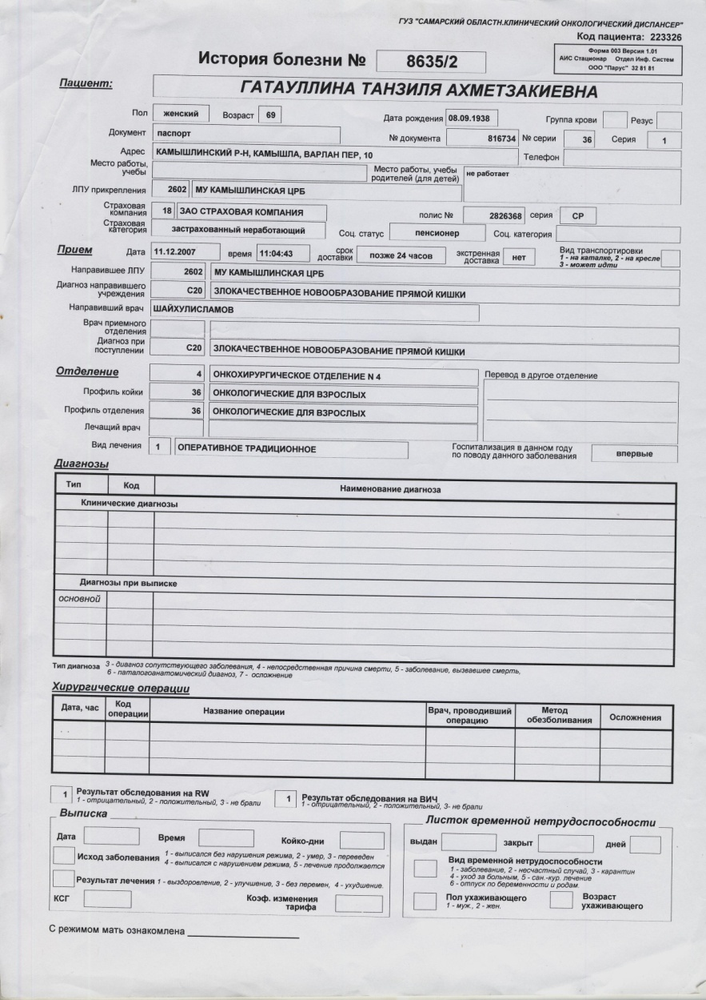 ГУЗ "САМАРСКИЙ ОБЛАСТН.КЛИНИЧЕСКИЙ ОНКОЛОГИЧЕСКИЙ ДИСПАНСЕР"
Код пациента: 223326
Форма 003 Версия 1.01
АИС Стационар Отдел Инф. Систем
ООО "Парус" 32 81 81
История болезни № 8635/2
Пациент: ГАТАУЛЛИНА ТАНЗИЛЯ АХМЕТЗАКИЕВНА
Пол женский Возраст 69 Дата рождения 08.09.1938 Группа крови Резус
Документ паспорт № документа 816734 № серии 36 Серия 1
Адрес КАМЫШЛИНСКИЙ Р-Н, КАМЫШЛА, ВАРЛАН ПЕР, 10 Телефон
Место работы, учебы Место работы, учебы родителей (для детей) не работает
ЛПУ прикрепления 2602 МУ КАМЫШЛИНСКАЯ ЦРБ
Страховая компания 18 ЗАО СТРАХОВАЯ КОМПАНИЯ полис № 2826368 серия СР
Страховая категория застрахованный неработающий Соц. статус пенсионер Соц. категория
Прием Дата 11.12.2007 время 11:04:43 срок доставки позже 24 часов экстренная доставка нет Вид транспортировки
1 - на каталке, 2 - на кресле
3 - может идти
Направившее ЛПУ 2602 МУ КАМЫШЛИНСКАЯ ЦРБ
Диагноз направившего учреждения С20 ЗЛОКАЧЕСТВЕННОЕ НОВООБРАЗОВАНИЕ ПРЯМОЙ КИШКИ
Направивший врач ШАЙХУЛИСЛАМОВ
Врач приемного отделения
Диагноз при поступлении С20 ЗЛОКАЧЕСТВЕННОЕ НОВООБРАЗОВАНИЕ ПРЯМОЙ КИШКИ
Отделение 4 ОНКОХИРУРГИЧЕСКОЕ ОТДЕЛЕНИЕ N 4 Перевод в другое отделение
Профиль койки 36 ОНКОЛОГИЧЕСКИЕ ДЛЯ ВЗРОСЛЫХ
Профиль отделения 36 ОНКОЛОГИЧЕСКИЕ ДЛЯ ВЗРОСЛЫХ
Лечащий врач
Вид лечения 1 ОПЕРАТИВНОЕ ТРАДИЦИОННОЕ Госпитализация в данном году по поводу данного заболевания впервые
Диагнозы
Тип Код Наименование диагноза
Клинические диагнозы
Диагнозы при выписке
основной
Тип диагноза 3 - диагноз сопутствующего заболевания, 4 - непосредственная причина смерти, 5 - заболевание, вызвавшее смерть,
6 - паталогоанатомический диагноз, 7 - осложнение
Хирургические операции
Дата, час Код операции Название операции Врач, проводивший операцию Метод обезболивания Осложнения
1 Результат обследования на RW 1 Результат обследования на ВИЧ
1 - отрицательный, 2 - положительный, 3 - не брали 1 - отрицательный, 2 - положительный, 3- не брали
Выписка
Дата Время Койко-дни
Исход заболевания 1 - выписался без нарушения режима, 2 - умер, 3 - переведен
4 - выписался с нарушением режима, 5 - лечение продолжается
Результат лечения 1 - выздоровление, 2 - улучшение, 3 - без перемен, 4 - ухудшение.
КСГ Коэф. изменения тарифа
Листок временной нетрудоспособности
выдан закрыт дней
Вид временной нетрудоспособности
1 - заболевание, 2 - несчастный случай, 3 - карантин
4 - уход за больным, 5 - сан.-кур. лечение
6 - отпуск по беременности и родам.
Пол ухаживающего Возраст ухаживающего
1 - муж., 2 - жен.
С режимом мать ознакомлена